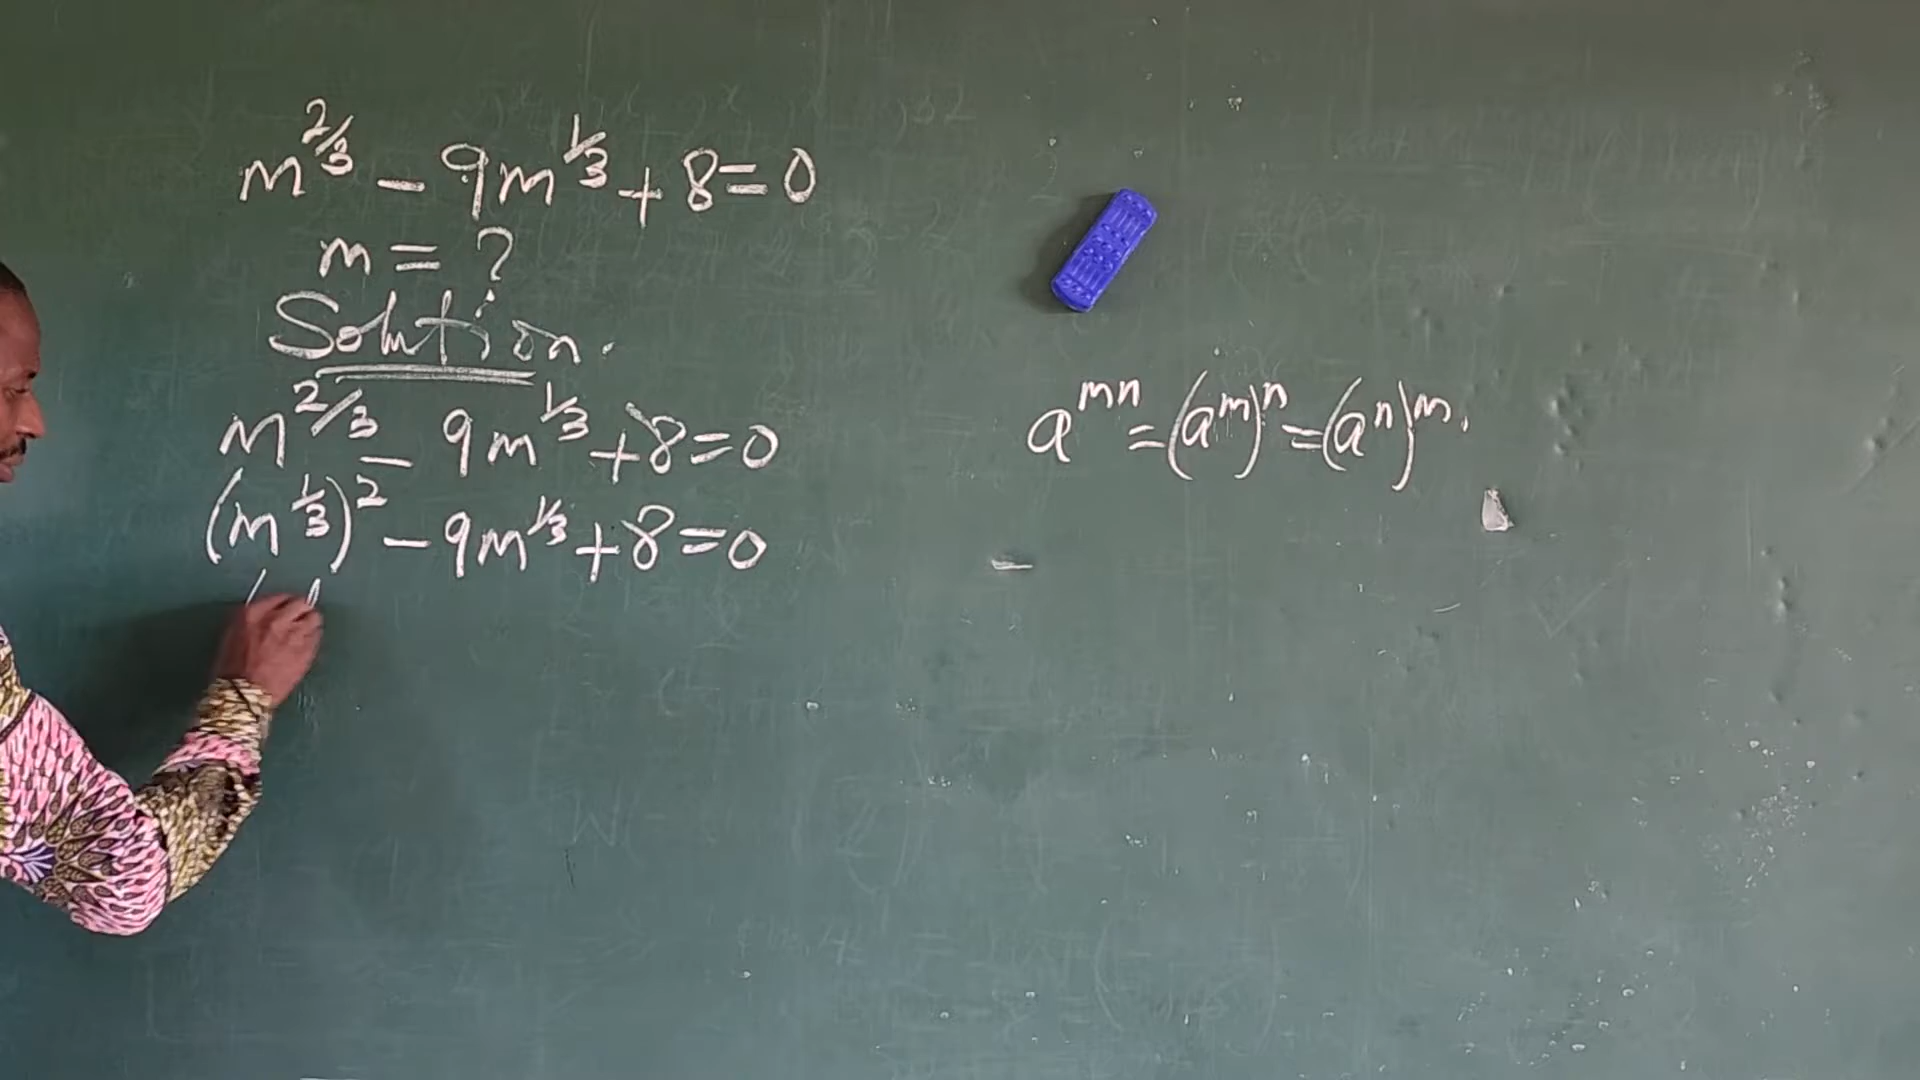 m^{2/3} - 9m^{1/3} + 8 = 0
m = ?
Solution.
m^{2/3} - 9m^{1/3} + 8 = 0
(m^{1/3})^2 - 9m^{1/3} + 8 = 0
a^{mn} = (a^m)^n = (a^n)^m.